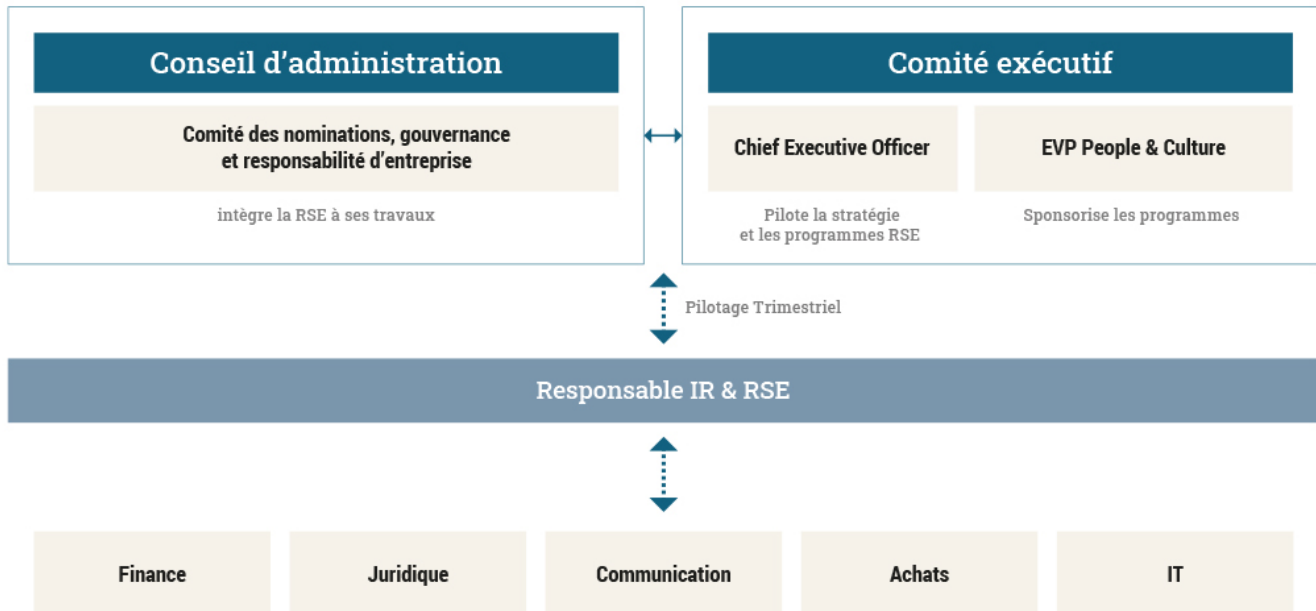 Conseil d’administration
Comité des nominations, gouvernance
et responsabilité d’entreprise
intègre la RSE à ses travaux
Comité exécutif
Chief Executive Officer
Pilote la stratégie
et les programmes RSE
EVP People & Culture
Sponsorise les programmes
Pilotage Trimestriel
Responsable IR & RSE
Finance
Juridique
Communication
Achats
IT